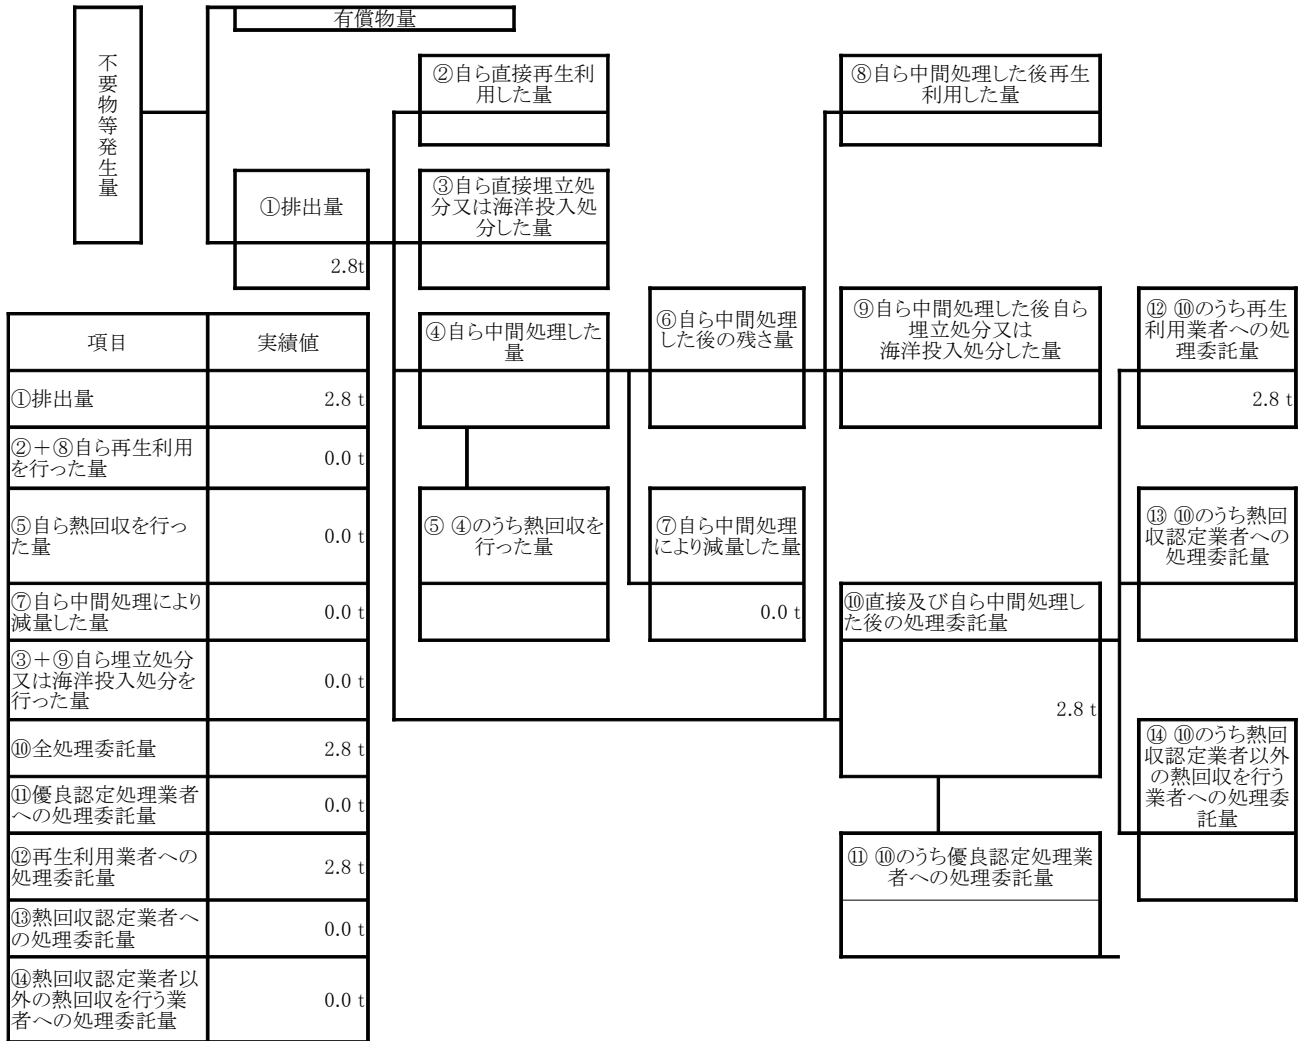 有償物量
不要物等発生量
②自ら直接再生利
用した量
⑧自ら中間処理した後再生
利用した量
①排出量
2.8t
③自ら直接埋立処
分又は海洋投入処
分した量
④自ら中間処理した
量
⑥自ら中間処理
した後の残さ量
⑨自ら中間処理した後自ら
埋立処分又は
海洋投入処分した量
⑫ ⑩のうち再生
利用業者への処
理委託量
2.8 t
⑤ ④のうち熱回収を
行った量
⑦自ら中間処理
により減量した量
0.0 t
⑬ ⑩のうち熱回
収認定業者への
処理委託量
⑩直接及び自ら中間処理し
た後の処理委託量
2.8 t
⑭ ⑩のうち熱回
収認定業者以外
の熱回収を行う
業者への処理委
託量
⑪ ⑩のうち優良認定処理業
者への処理委託量
項目 実績値
①排出量 2.8 t
②＋⑧自ら再生利用
を行った量 0.0 t
⑤自ら熱回収を行っ
た量 0.0 t
⑦自ら中間処理により
減量した量 0.0 t
③＋⑨自ら埋立処分
又は海洋投入処分を
行った量 0.0 t
⑩全処理委託量 2.8 t
⑪優良認定処理業者
への処理委託量 0.0 t
⑫再生利用業者への
処理委託量 2.8 t
⑬熱回収認定業者へ
の処理委託量 0.0 t
⑭熱回収認定業者以
外の熱回収を行う業
者への処理委託量 0.0 t